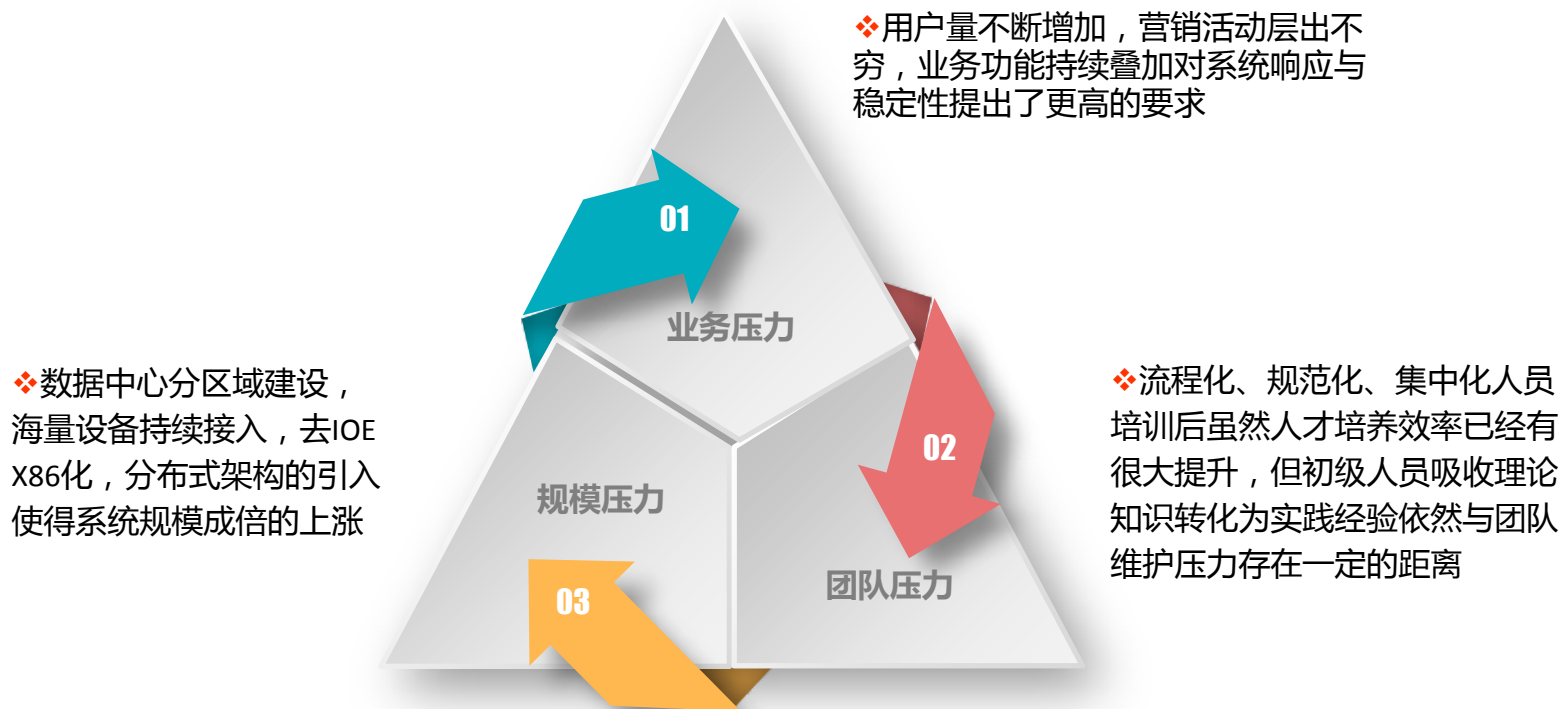 ❖用户量不断增加，营销活动层出不
穷，业务功能持续叠加对系统响应与
稳定性提出了更高的要求
01
业务压力
❖数据中心分区域建设，
海量设备持续接入，去IOE
X86化，分布式架构的引入
使得系统规模成倍的上涨
规模压力
03
02
团队压力
❖流程化、规范化、集中化人员
培训后虽然人才培养效率已经有
很大提升，但初级人员吸收理论
知识转化为实践经验依然与团队
维护压力存在一定的距离